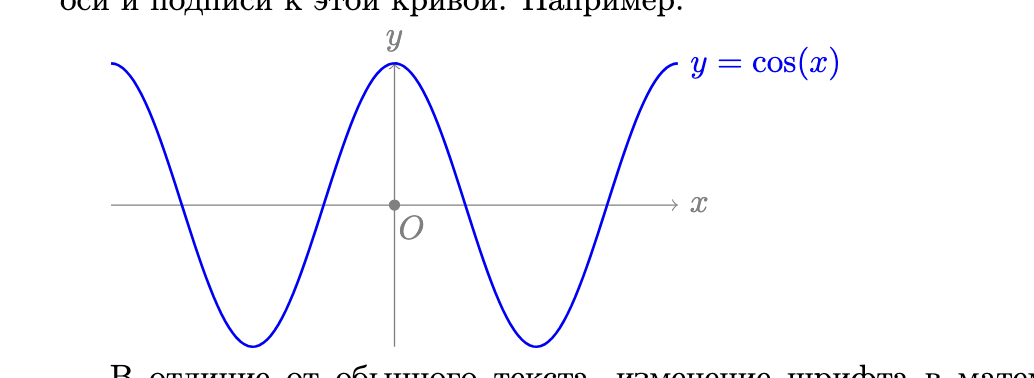 оси и подписи к этой кривой. Например:
y
y = cos(x)
x
O
В отличие от обычного текста, изменение шрифта в мате